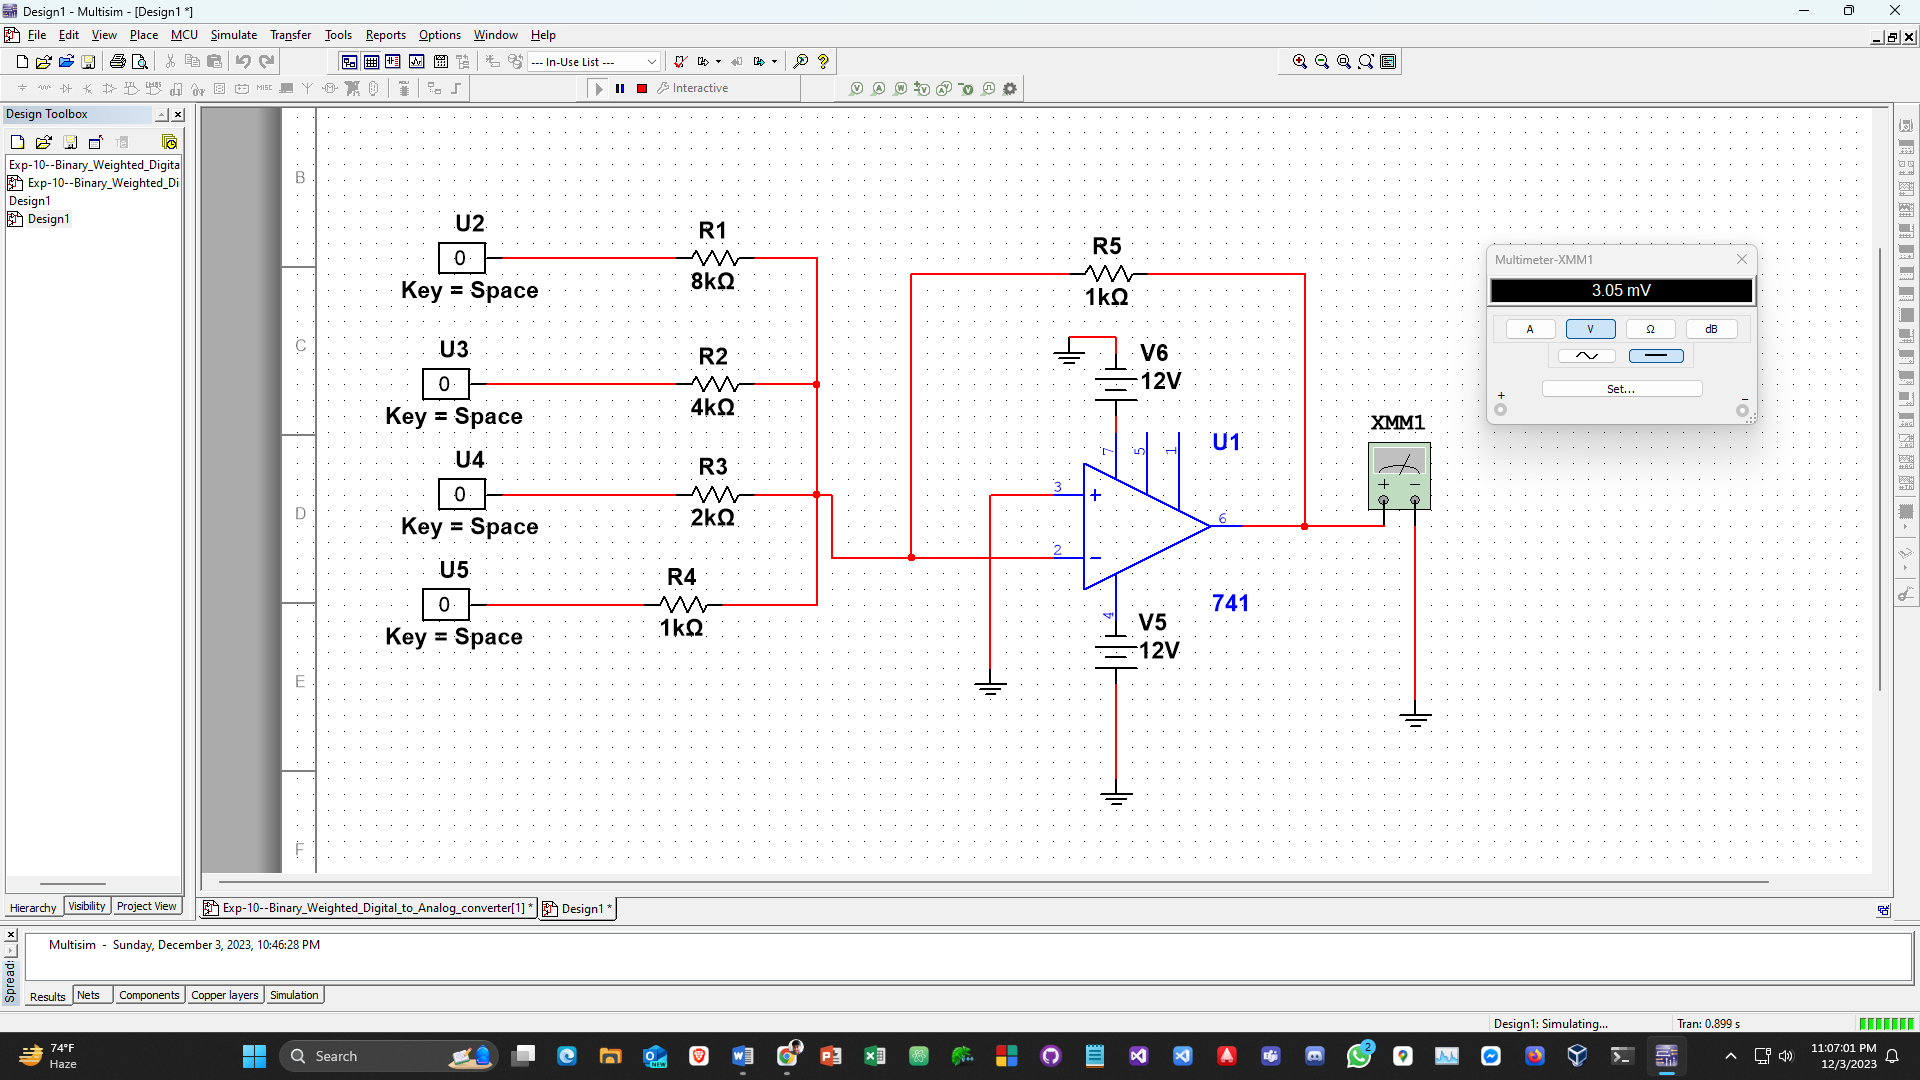 Design1 - Multisim - [Design1 *]
File Edit View Place MCU Simulate Transfer Tools Reports Options Window Help
--- In-Use List ---
MISC
Interactive
Design Toolbox
Exp-10--Binary_Weighted_Digita
Exp-10--Binary_Weighted_Di
Design1
Design1
Hierarchy Visibility Project View
B
C
D
E
F
U2
0
Key = Space
R1
8kΩ
U3
0
Key = Space
R2
4kΩ
U4
0
Key = Space
R3
2kΩ
U5
0
Key = Space
R4
1kΩ
R5
1kΩ
V6
12V
U1
7 5 1
3
+
2
−
6
4
741
V5
12V
XMM1
+ −
Multimeter-XMM1
3.05 mV
A V Ω dB
Set...
+ −
Exp-10--Binary_Weighted_Digital_to_Analog_converter[1] * Design1 *
Multisim - Sunday, December 3, 2023, 10:46:28 PM
Spreads
Results Nets Components Copper layers Simulation
Design1: Simulating... Tran: 0.899 s
74°F
Haze
Search
NEW
2
11:07:01 PM
12/3/2023